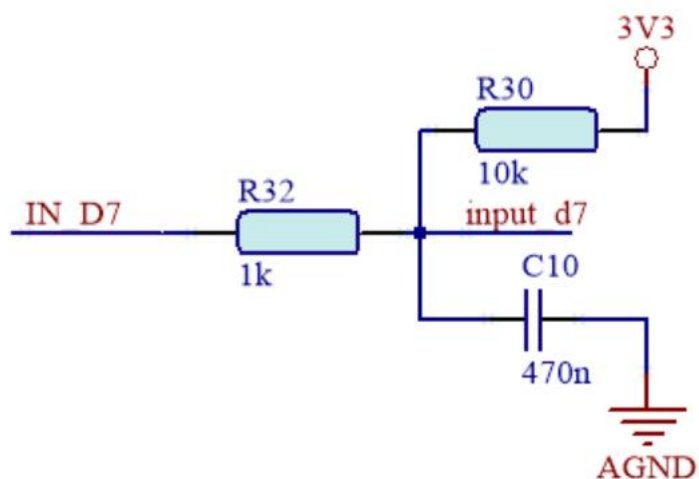 3V3
R30
10k
R32
IN_D7
input_d7
1k
C10
470n
AGND